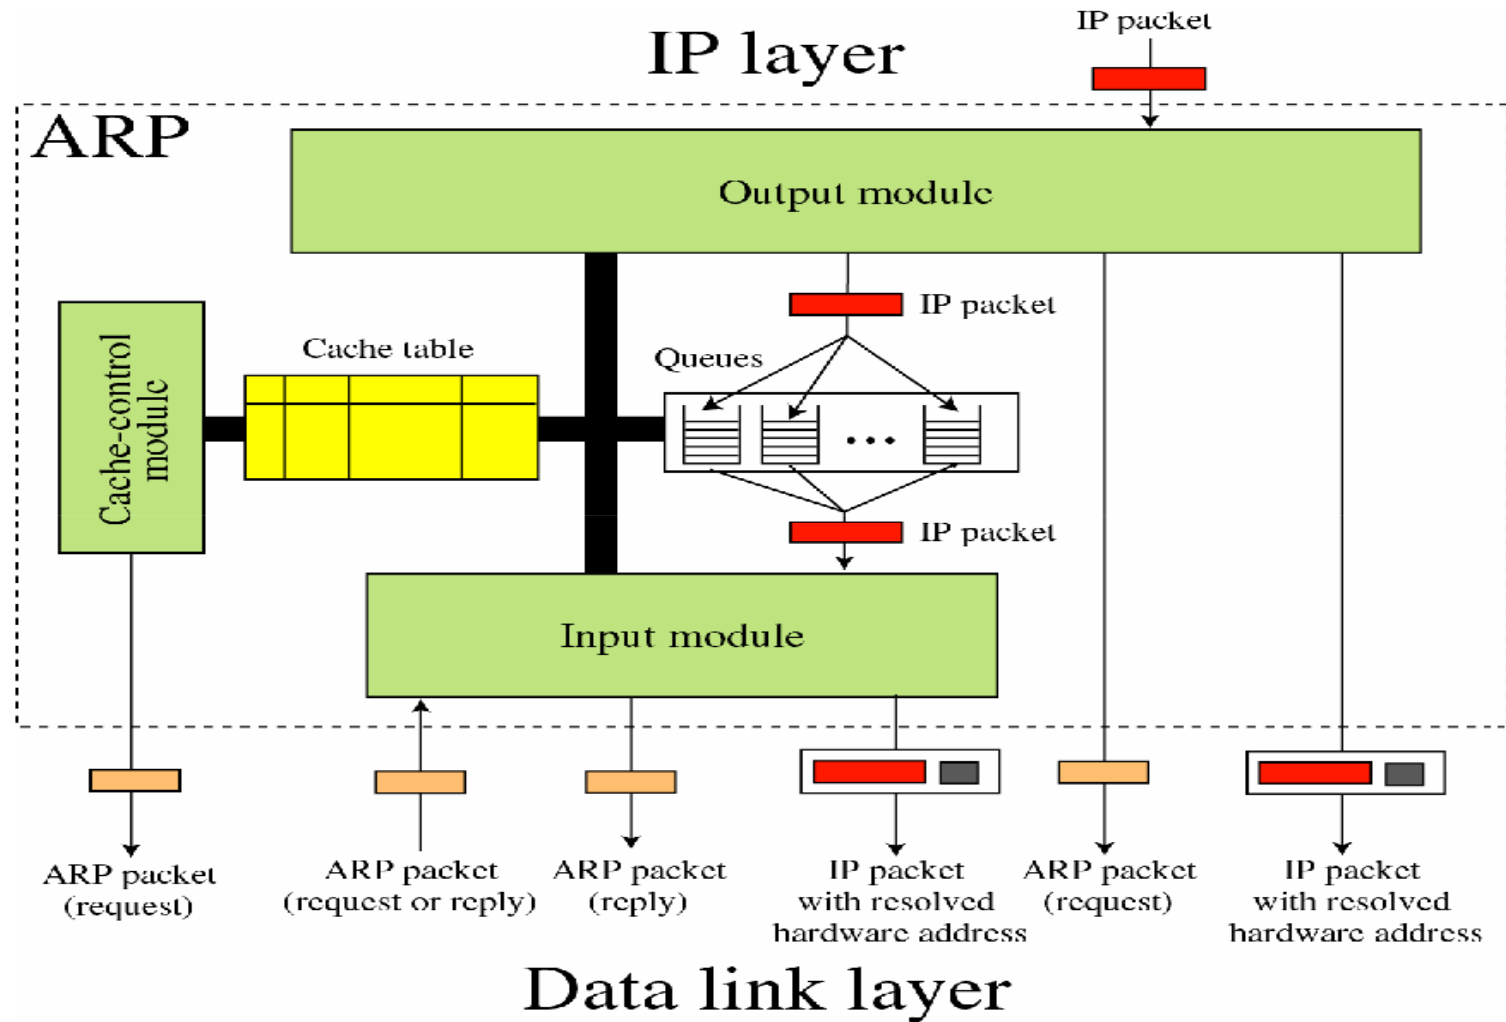 IP packet
IP layer
ARP
Output module
IP packet
Cache table
Queues
Cache-control
module
IP packet
Input module
ARP packet
(request)
ARP packet
(request or reply)
ARP packet
(reply)
IP packet
with resolved
hardware address
ARP packet
(request)
IP packet
with resolved
hardware address
Data link layer